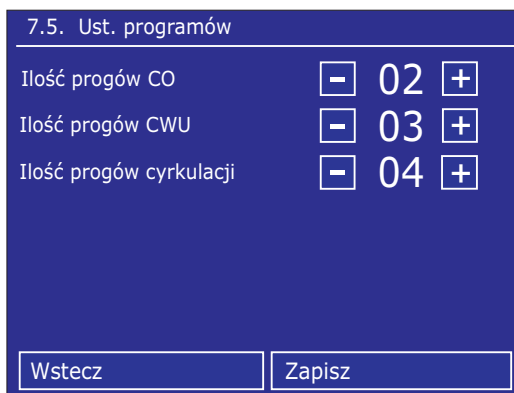 7.5. Ust. programów
Ilość progów CO - 02 +
Ilość progów CWU - 03 +
Ilość progów cyrkulacji - 04 +
Wstecz Zapisz